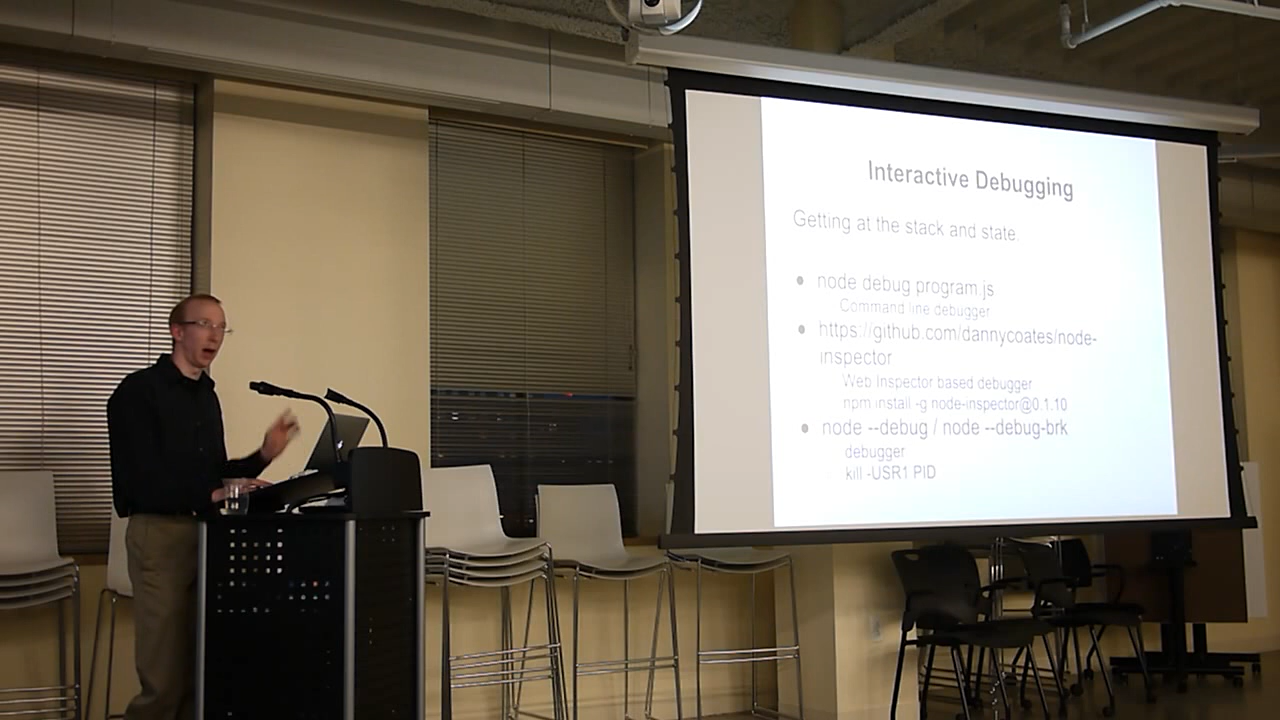 Interactive Debugging
Getting at the stack and state.
node debug program.js
Command line debugger
https://github.com/dannycoates/node-
inspector
Web Inspector based debugger
npm install -g node-inspector@0.1.10
node --debug / node --debug-brk
debugger
kill -USR1 PID